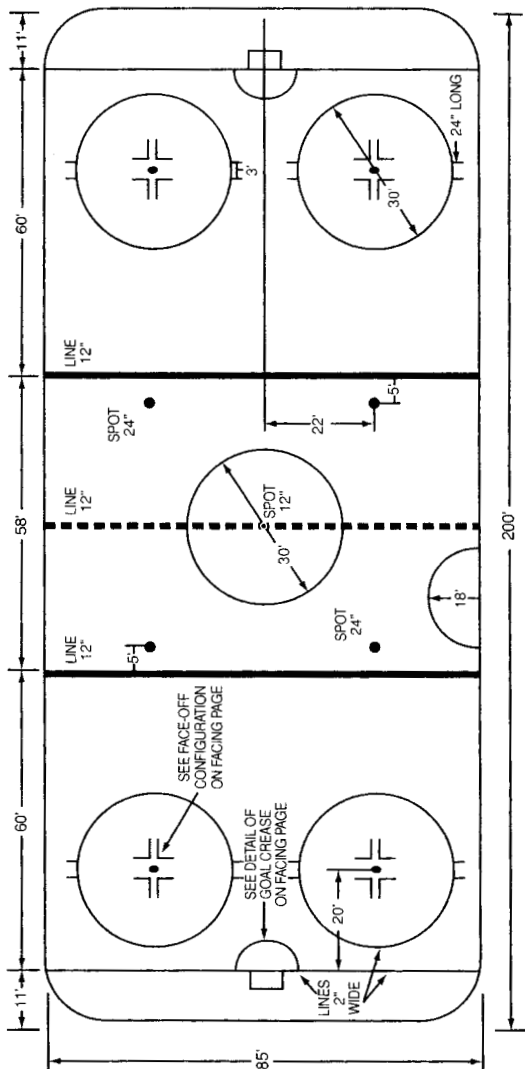 11'
60'
58'
60'
11'
200'
85'
24" LONG
3'
30'
LINE
12"
SPOT
24"
5'
22'
LINE
12"
SPOT
12"
30'
18'
LINE
12"
5'
SPOT
24"
SEE FACE-OFF
CONFIGURATION
ON FACING PAGE
SEE DETAIL OF
GOAL CREASE
ON FACING PAGE
20'
LINES
2"
WIDE